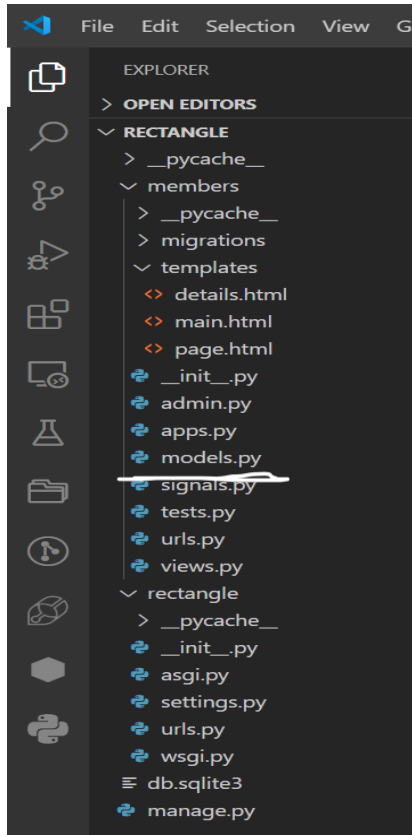 File Edit Selection View G
EXPLORER
OPEN EDITORS
RECTANGLE
__pycache__
members
__pycache__
migrations
templates
details.html
main.html
page.html
__init__.py
admin.py
apps.py
models.py
signals.py
tests.py
urls.py
views.py
rectangle
__pycache__
__init__.py
asgi.py
settings.py
urls.py
wsgi.py
db.sqlite3
manage.py